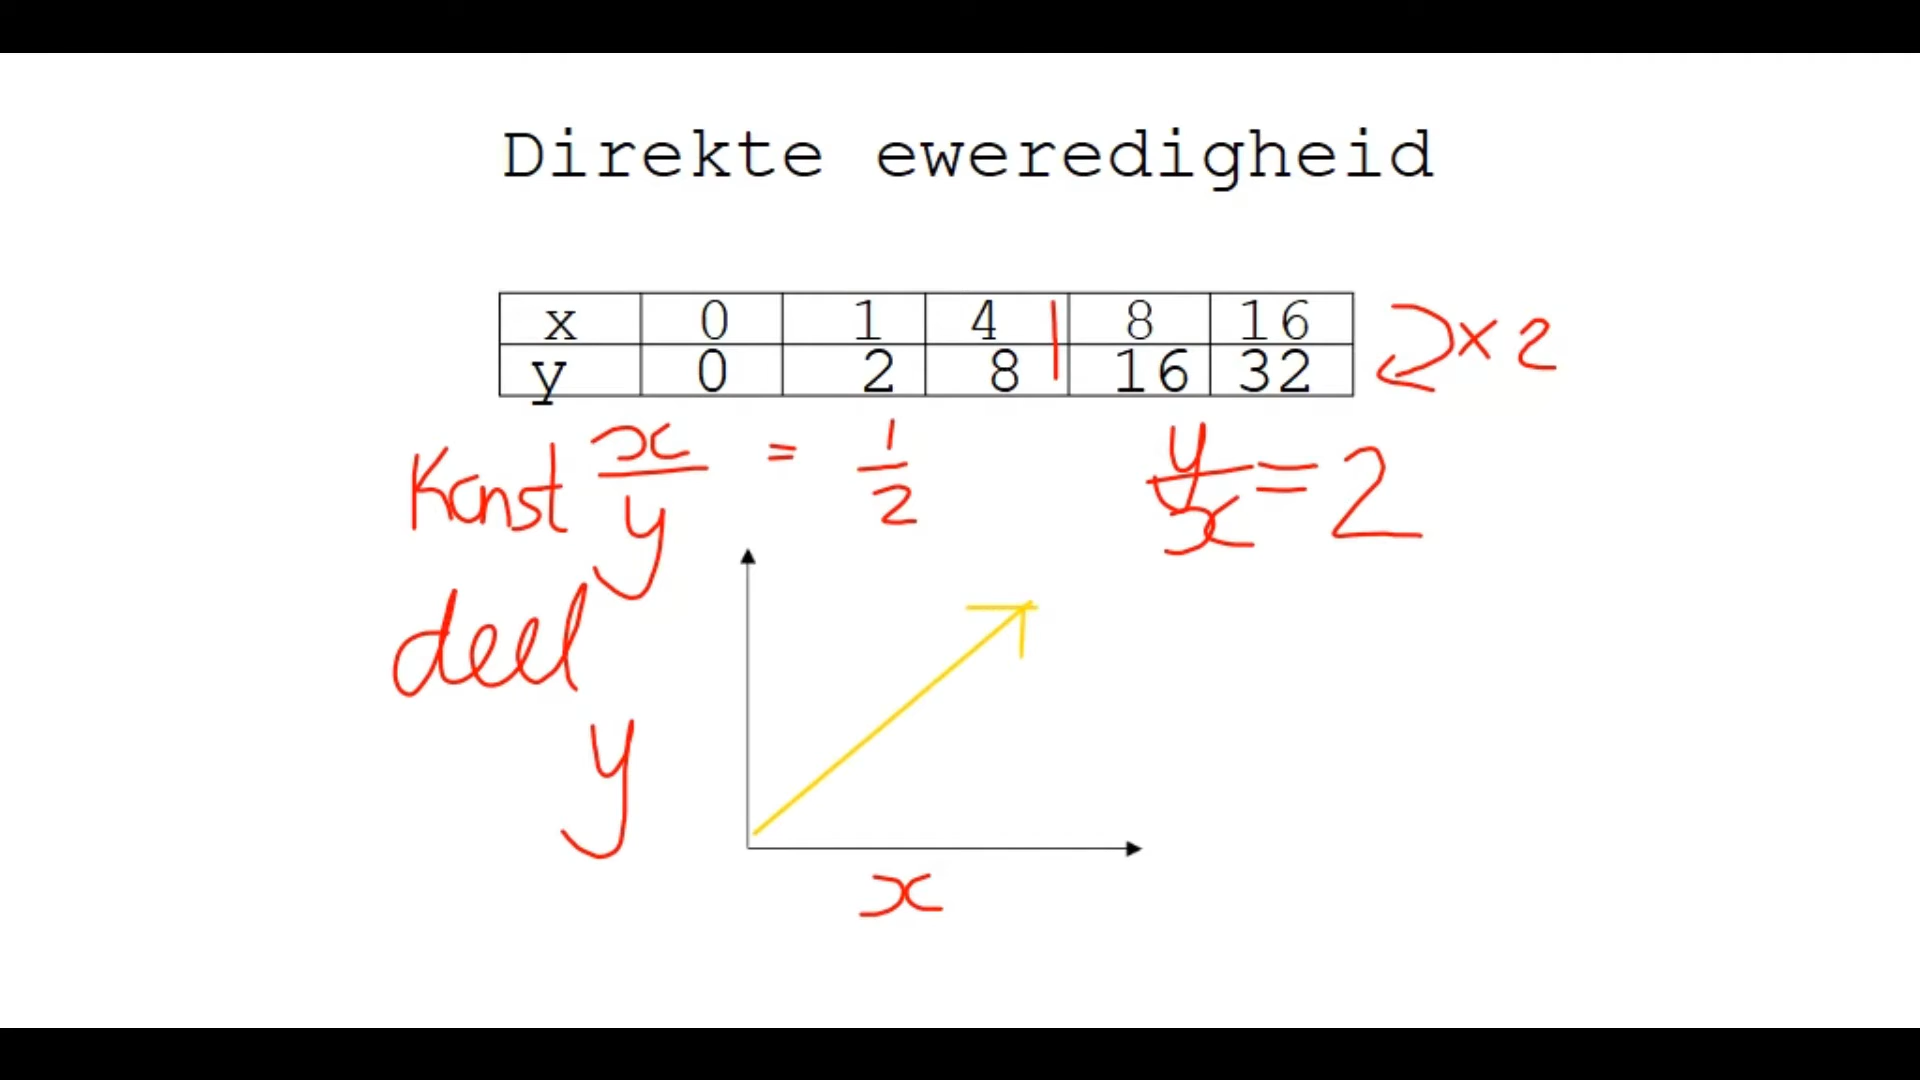 Direkte eweredigheid
x 0 1 4 8 16
y 0 2 8 16 32
x 2
Konst x/y = 1/2
y/x = 2
deel
y
x